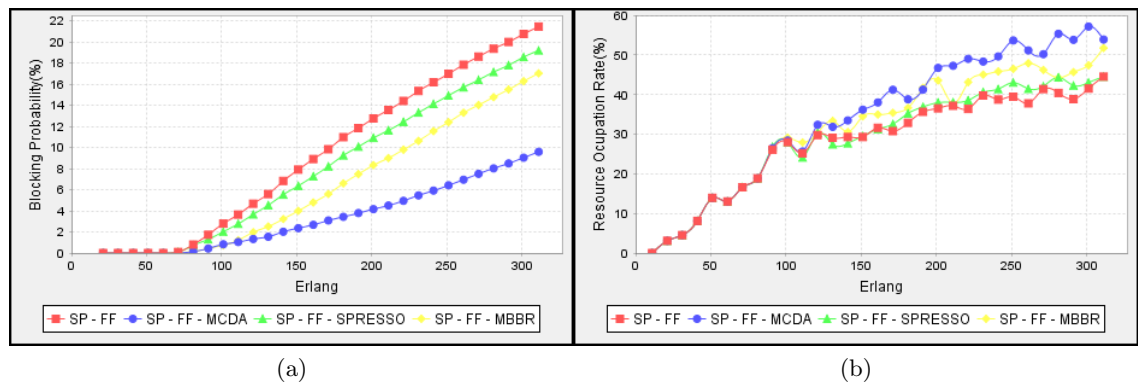 22
20
18
16
14
12
10
8
6
4
2
0
Blocking Probability(%)
0 50 100 150 200 250 300
Erlang
SP - FF SP - FF - MCDA SP - FF - SPRESSO SP - FF - MBBR
(a)
60
50
40
30
20
10
0
Resource Ocupation Rate(%)
0 50 100 150 200 250 300
Erlang
SP - FF SP - FF - MCDA SP - FF - SPRESSO SP - FF - MBBR
(b)